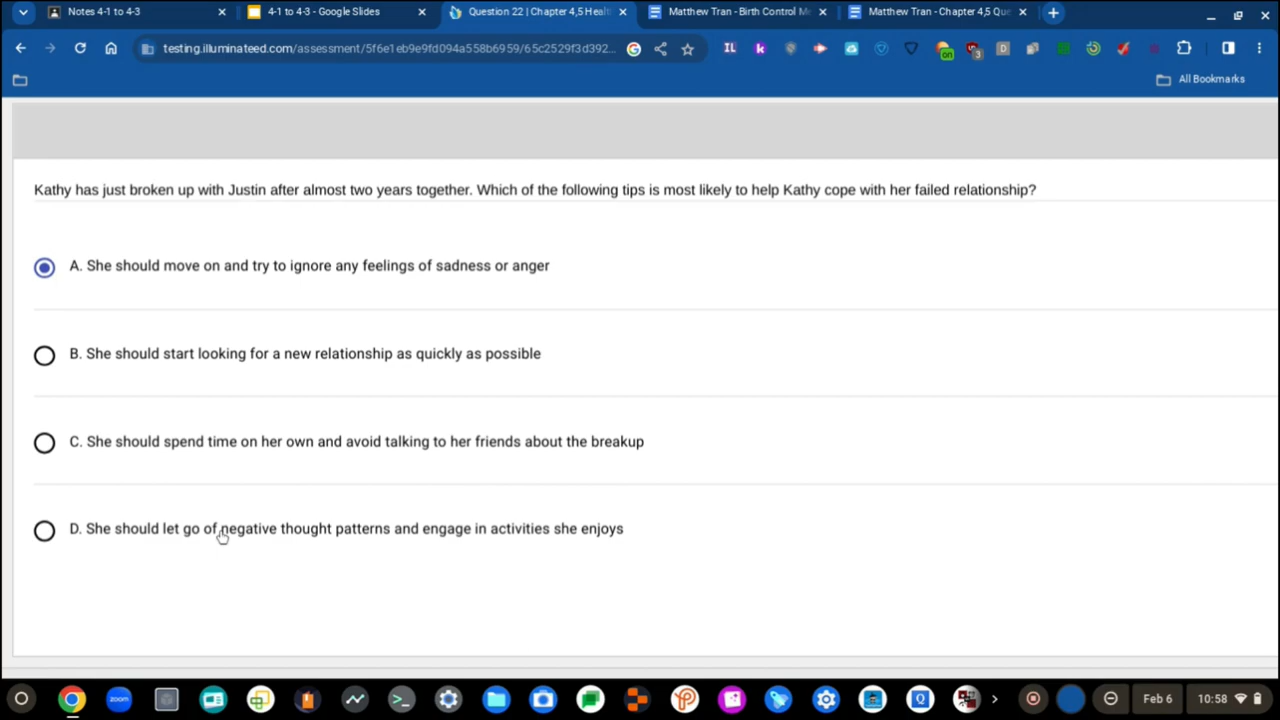 Notes 4-1 to 4-3
4-1 to 4-3 - Google Slides
Question 22 | Chapter 4,5 Heal
Matthew Tran - Birth Control M
Matthew Tran - Chapter 4,5 Que
testing.illuminateed.com/assessment/5f6e1eb9e9fd094a558b6959/65c2529f3d392...
IL
k
on
3
D
All Bookmarks
Kathy has just broken up with Justin after almost two years together. Which of the following tips is most likely to help Kathy cope with her failed relationship?
A. She should move on and try to ignore any feelings of sadness or anger
B. She should start looking for a new relationship as quickly as possible
C. She should spend time on her own and avoid talking to her friends about the breakup
D. She should let go of negative thought patterns and engage in activities she enjoys
zoom
Q
Feb 6
10:58